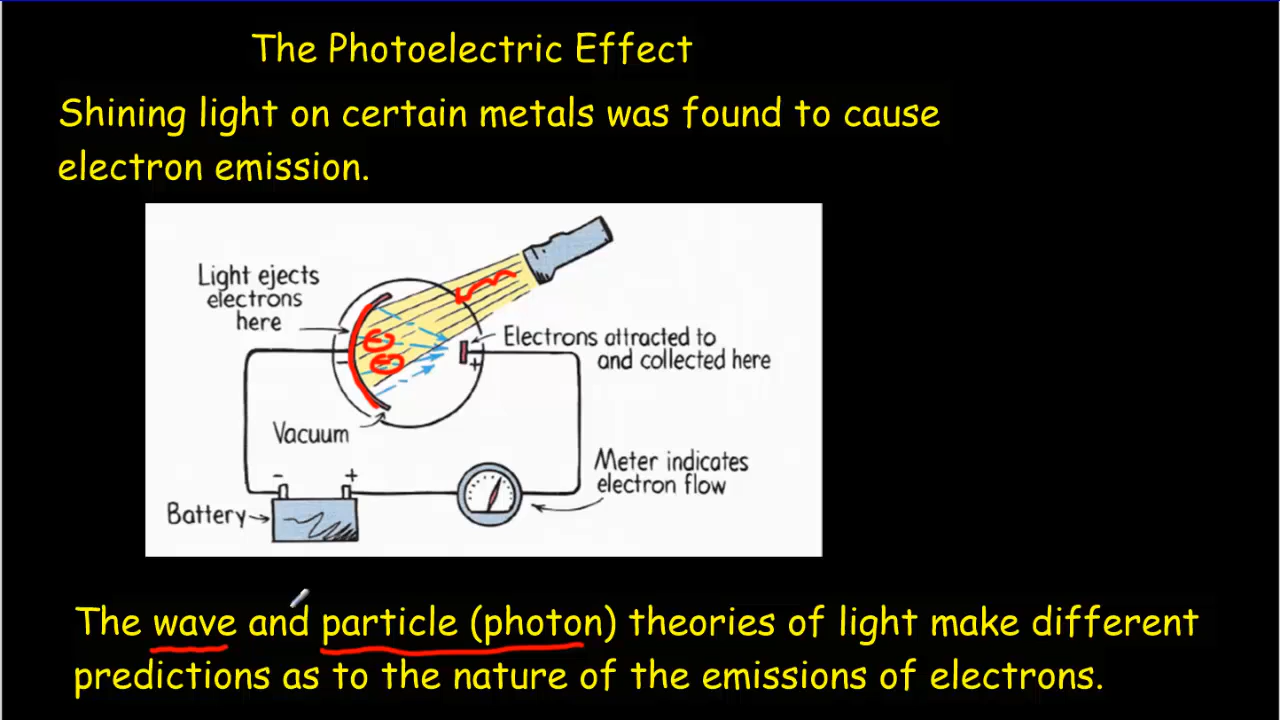 The Photoelectric Effect
Shining light on certain metals was found to cause
electron emission.
Light ejects
electrons
here
Electrons attracted to
and collected here
- +
Vacuum
- +
Meter indicates
electron flow
Battery
The wave and particle (photon) theories of light make different
predictions as to the nature of the emissions of electrons.